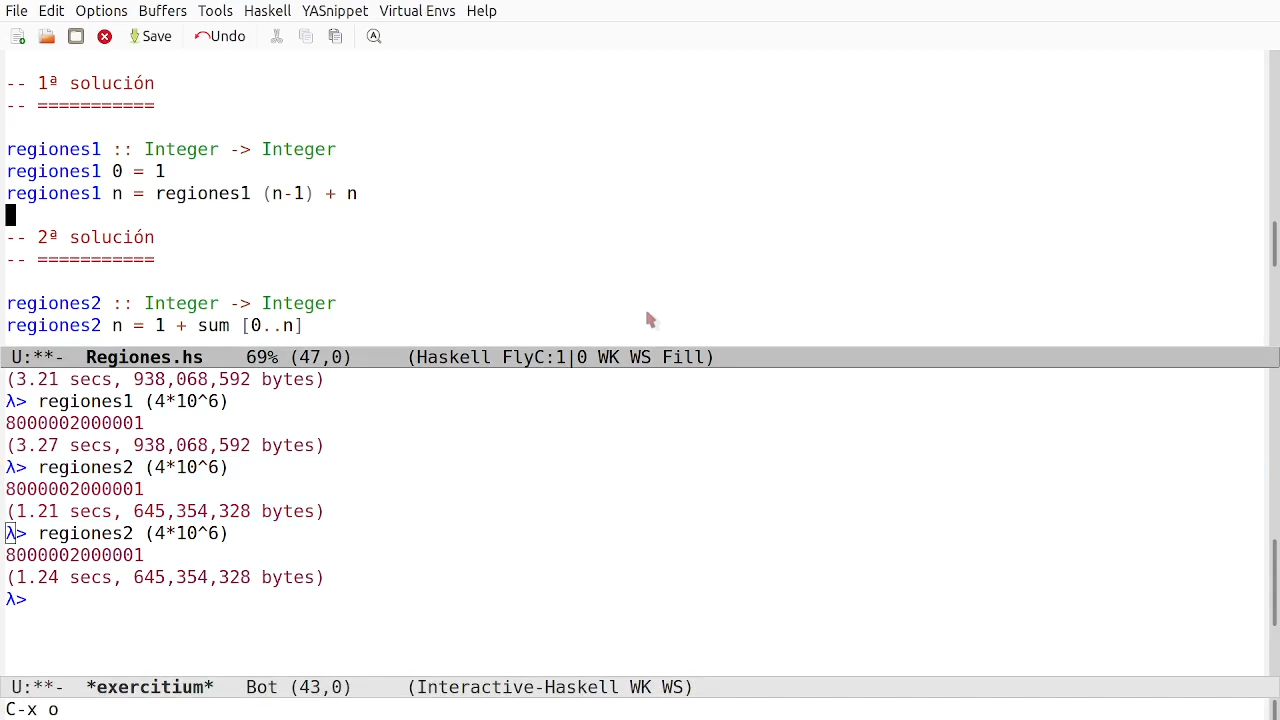 File Edit Options Buffers Tools Haskell YASnippet Virtual Envs Help
Save Undo
-- 1ª solución
-- ===========
regiones1 :: Integer -> Integer
regiones1 0 = 1
regiones1 n = regiones1 (n-1) + n
-- 2ª solución
-- ===========
regiones2 :: Integer -> Integer
regiones2 n = 1 + sum [0..n]
U:**- Regiones.hs 69% (47,0) (Haskell FlyC:1|0 WK WS Fill)
(3.21 secs, 938,068,592 bytes)
λ> regiones1 (4*10^6)
8000002000001
(3.27 secs, 938,068,592 bytes)
λ> regiones2 (4*10^6)
8000002000001
(1.21 secs, 645,354,328 bytes)
λ> regiones2 (4*10^6)
8000002000001
(1.24 secs, 645,354,328 bytes)
λ>
U:**- *exercitium* Bot (43,0) (Interactive-Haskell WK WS)
C-x o